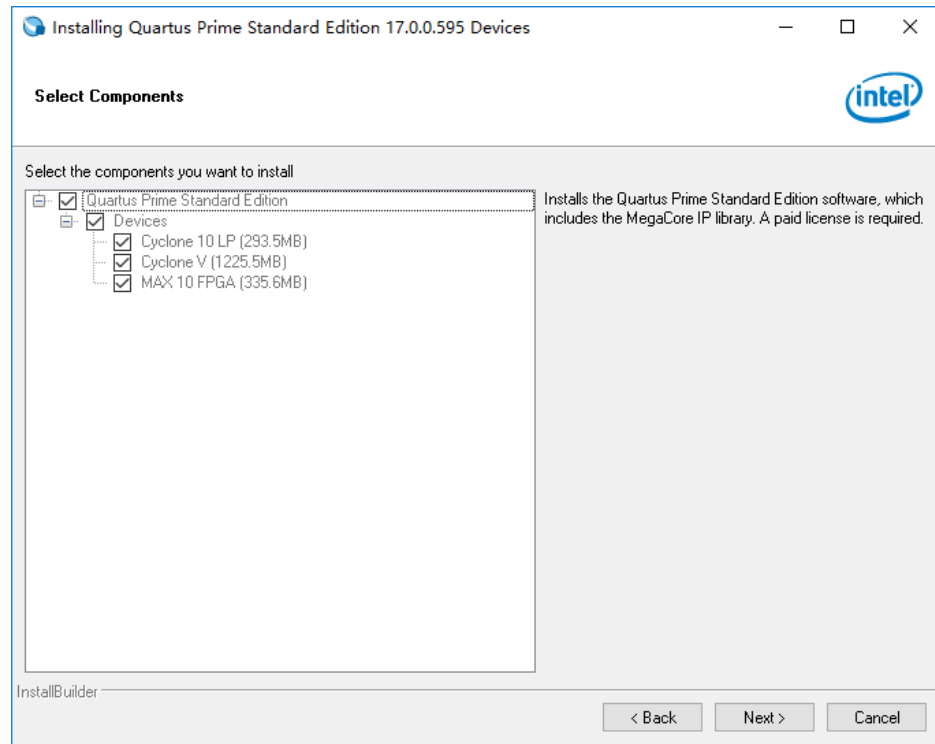 Installing Quartus Prime Standard Edition 17.0.0.595 Devices
Select Components
intel
Select the components you want to install
Quartus Prime Standard Edition
Devices
Cyclone 10 LP (293.5MB)
Cyclone V (1225.5MB)
MAX 10 FPGA (335.6MB)
Installs the Quartus Prime Standard Edition software, which
includes the MegaCore IP library. A paid license is required.
InstallBuilder
< Back
Next >
Cancel